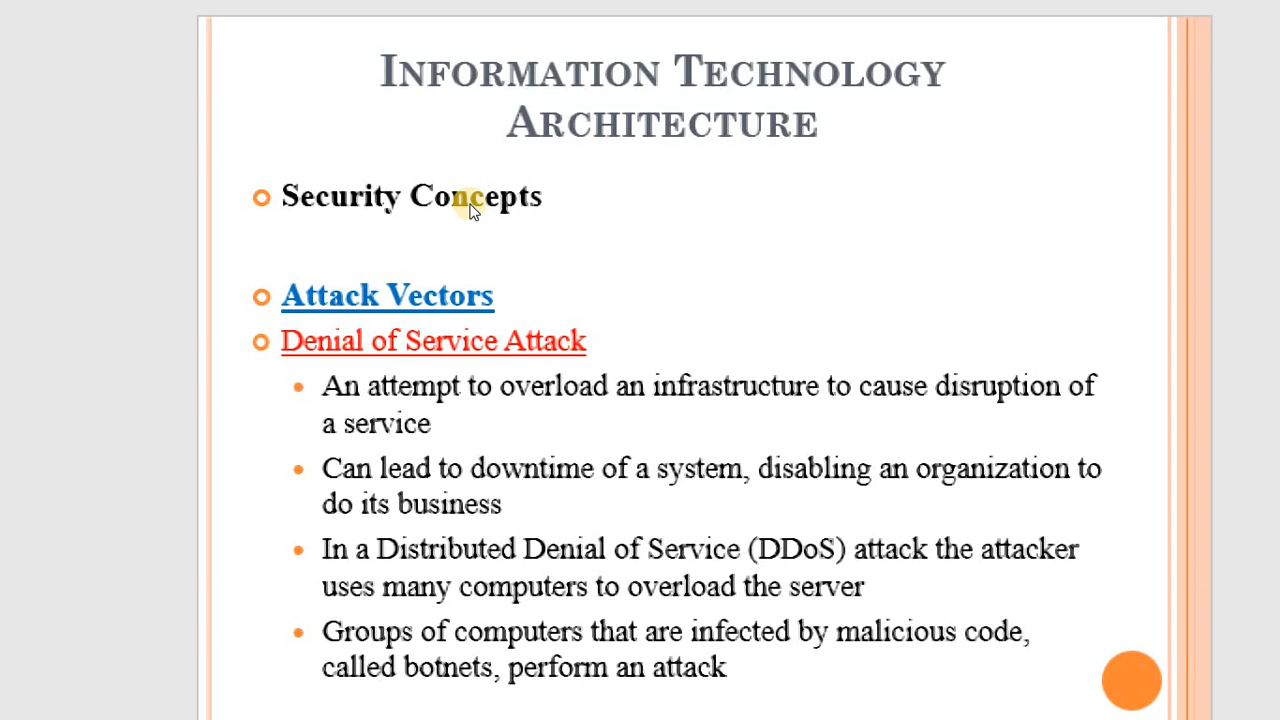 INFORMATION TECHNOLOGY
ARCHITECTURE
Security Concepts
Attack Vectors
Denial of Service Attack
An attempt to overload an infrastructure to cause disruption of
a service
Can lead to downtime of a system, disabling an organization to
do its business
In a Distributed Denial of Service (DDoS) attack the attacker
uses many computers to overload the server
Groups of computers that are infected by malicious code,
called botnets, perform an attack